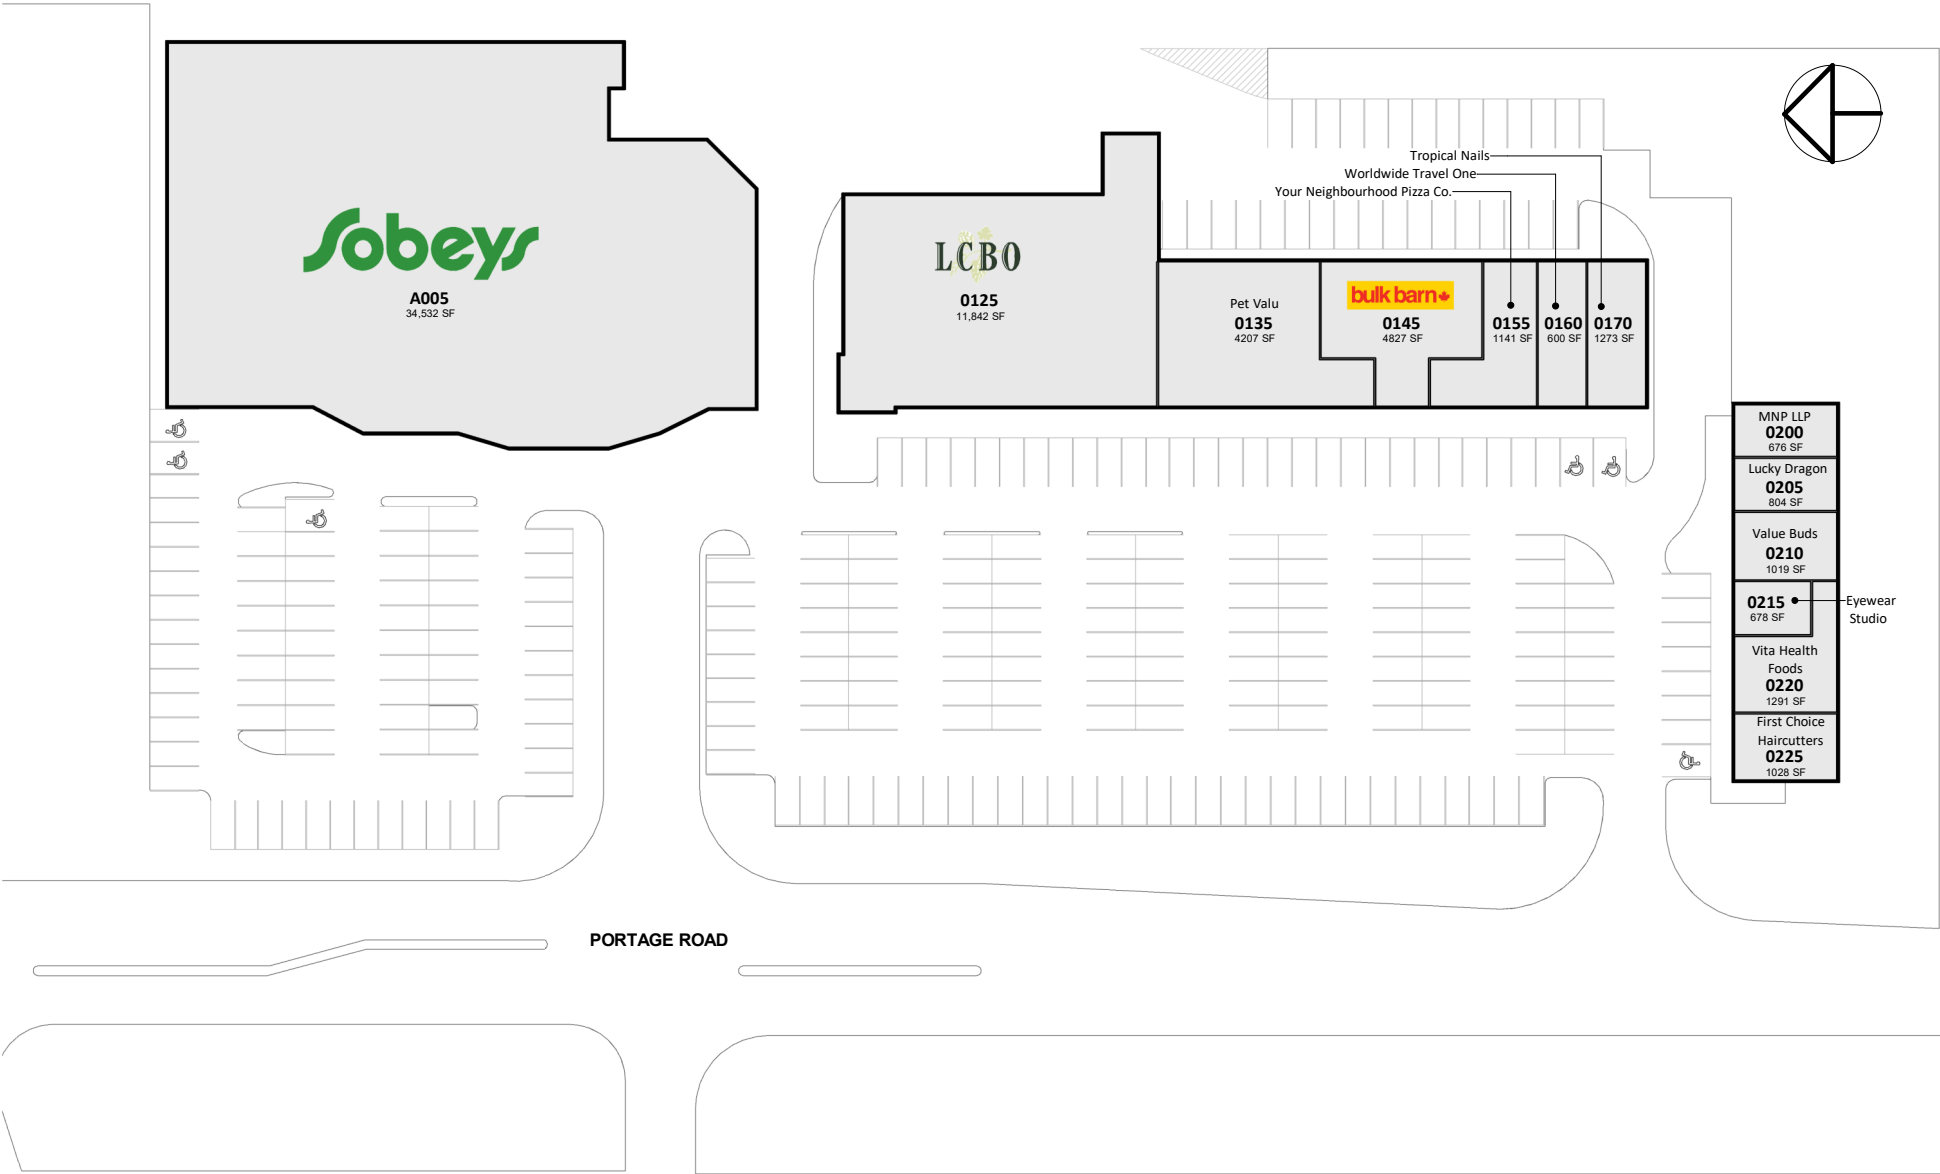 Sobeys
A005
34,532 SF
LCBO
0125
11,842 SF
Tropical Nails
Worldwide Travel One
Your Neighbourhood Pizza Co.
Pet Valu
0135
4207 SF
bulk barn
0145
4827 SF
0155
1141 SF
0160
600 SF
0170
1273 SF
MNP LLP
0200
676 SF
Lucky Dragon
0205
804 SF
Value Buds
0210
1019 SF
0215
678 SF
Eyewear
Studio
Vita Health
Foods
0220
1291 SF
First Choice
Haircutters
0225
1028 SF
PORTAGE ROAD